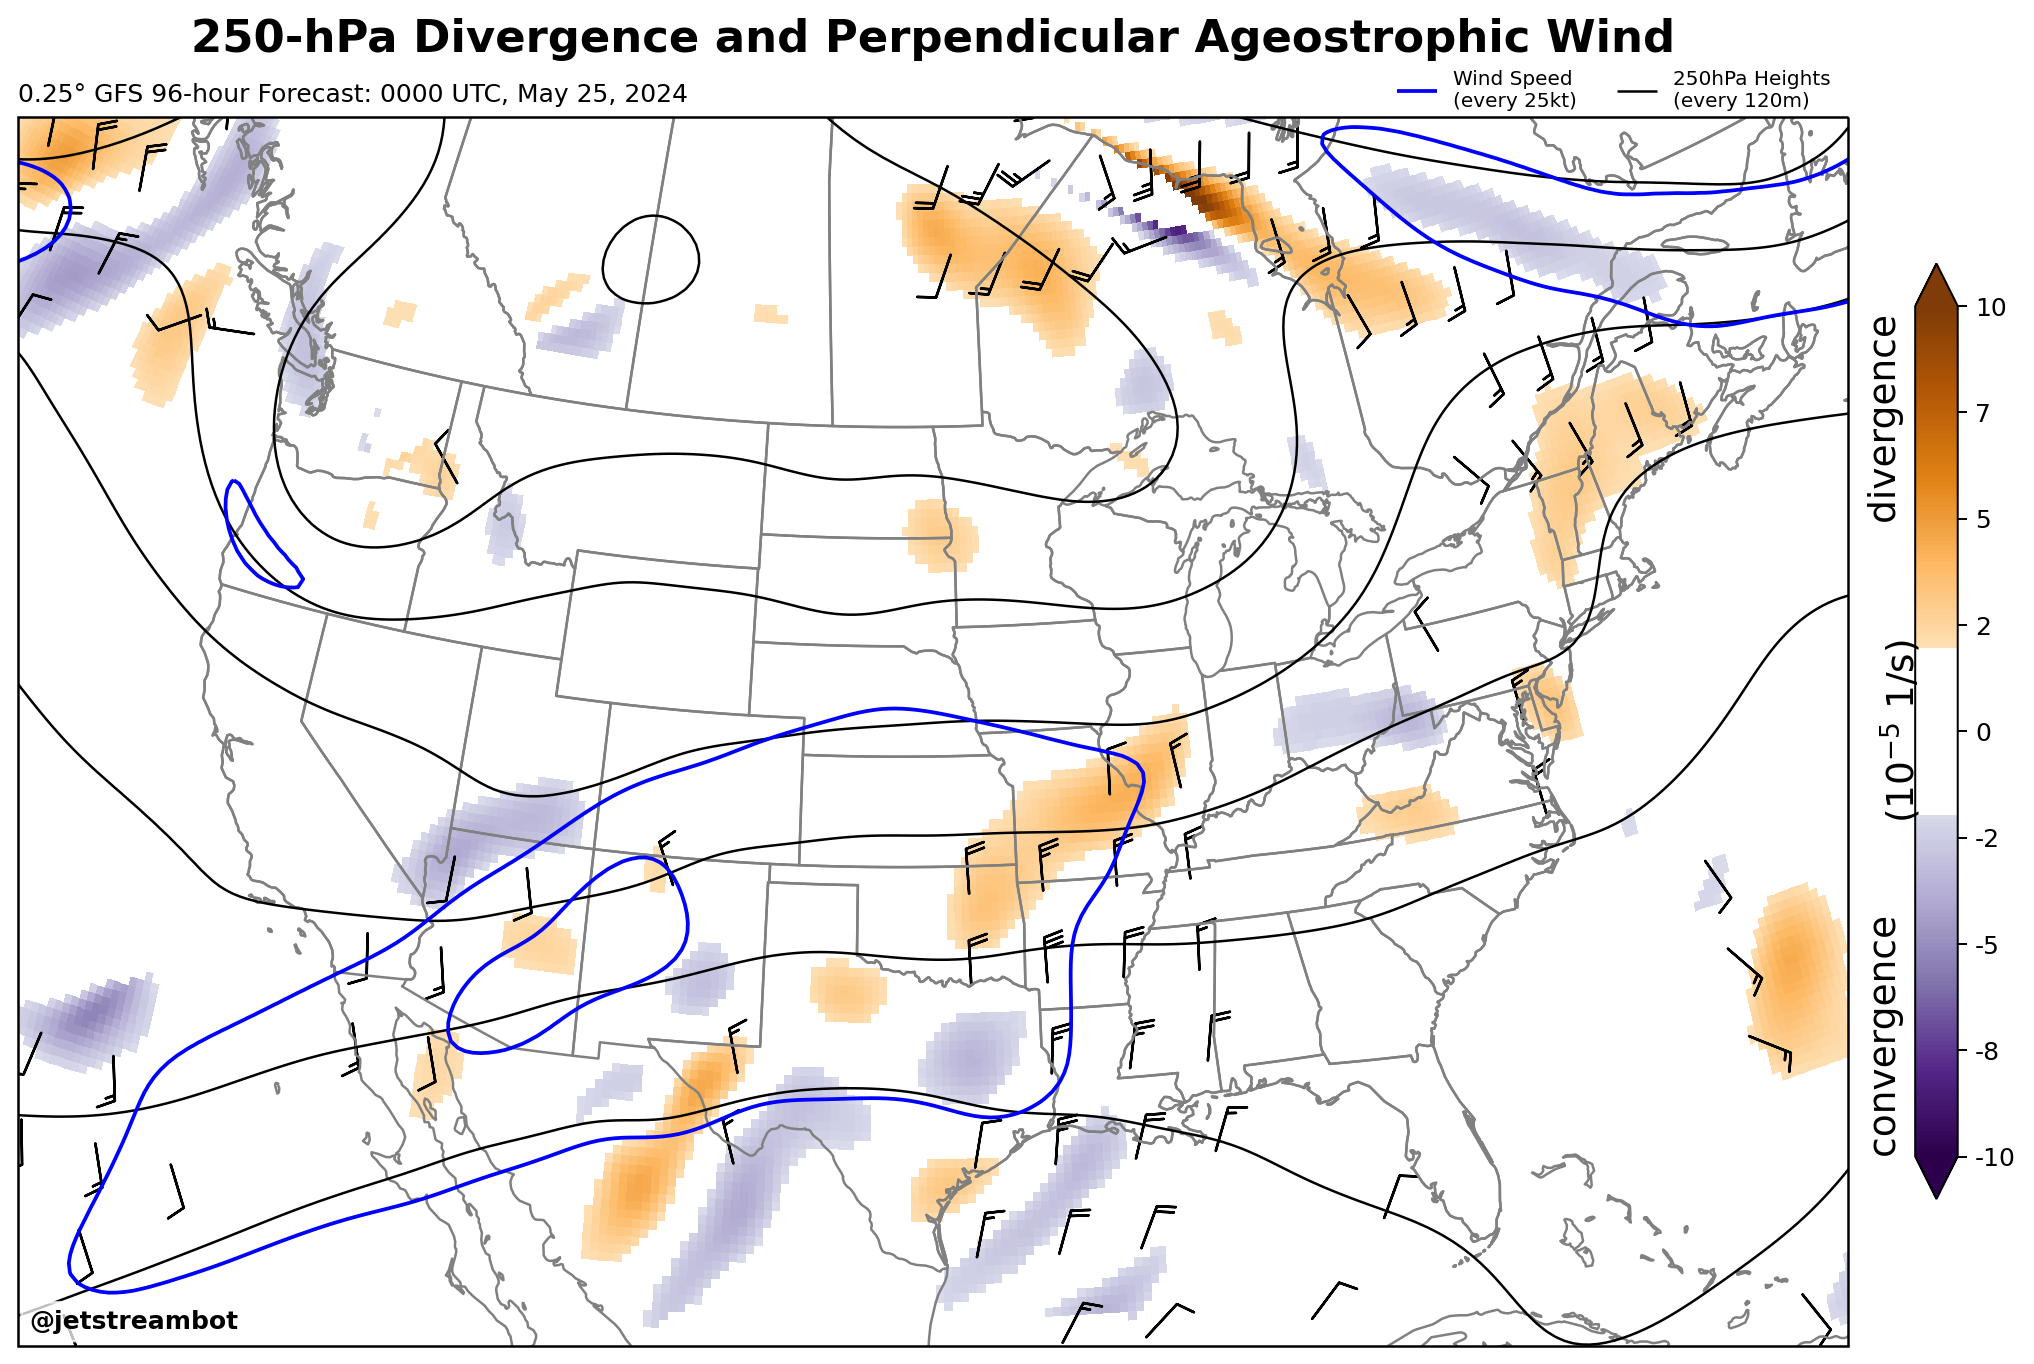 250-hPa Divergence and Perpendicular Ageostrophic Wind
0.25° GFS 96-hour Forecast: 0000 UTC, May 25, 2024
Wind Speed
(every 25kt)
250hPa Heights
(every 120m)
divergence
(10⁻⁵ 1/s)
convergence
10
7
5
2
0
-2
-5
-8
-10
@jetstreambot